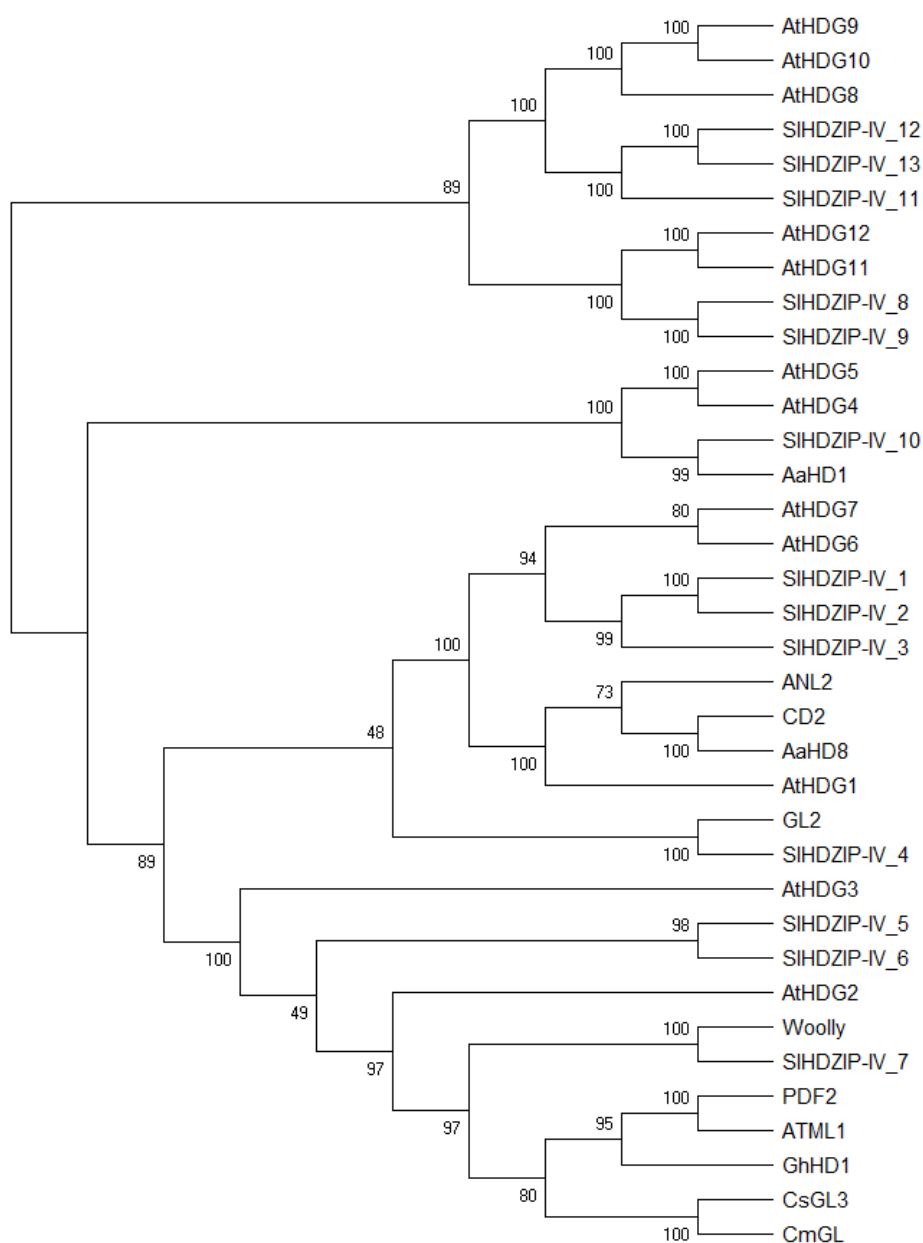 100
AtHDG9
100
AtHDG10
AtHDG8
100
100
SlHDZIP-IV_12
SlHDZIP-IV_13
89
100
SlHDZIP-IV_11
100
AtHDG12
AtHDG11
100
SlHDZIP-IV_8
100
SlHDZIP-IV_9
100
AtHDG5
100
AtHDG4
SlHDZIP-IV_10
99
AaHD1
80
AtHDG7
94
AtHDG6
100
SlHDZIP-IV_1
SlHDZIP-IV_2
99
SlHDZIP-IV_3
100
73
ANL2
48
CD2
100
AaHD8
100
AtHDG1
GL2
89
100
SlHDZIP-IV_4
AtHDG3
98
SlHDZIP-IV_5
100
SlHDZIP-IV_6
49
AtHDG2
100
Woolly
97
SlHDZIP-IV_7
100
PDF2
97
95
ATML1
GhHD1
80
CsGL3
100
CmGL